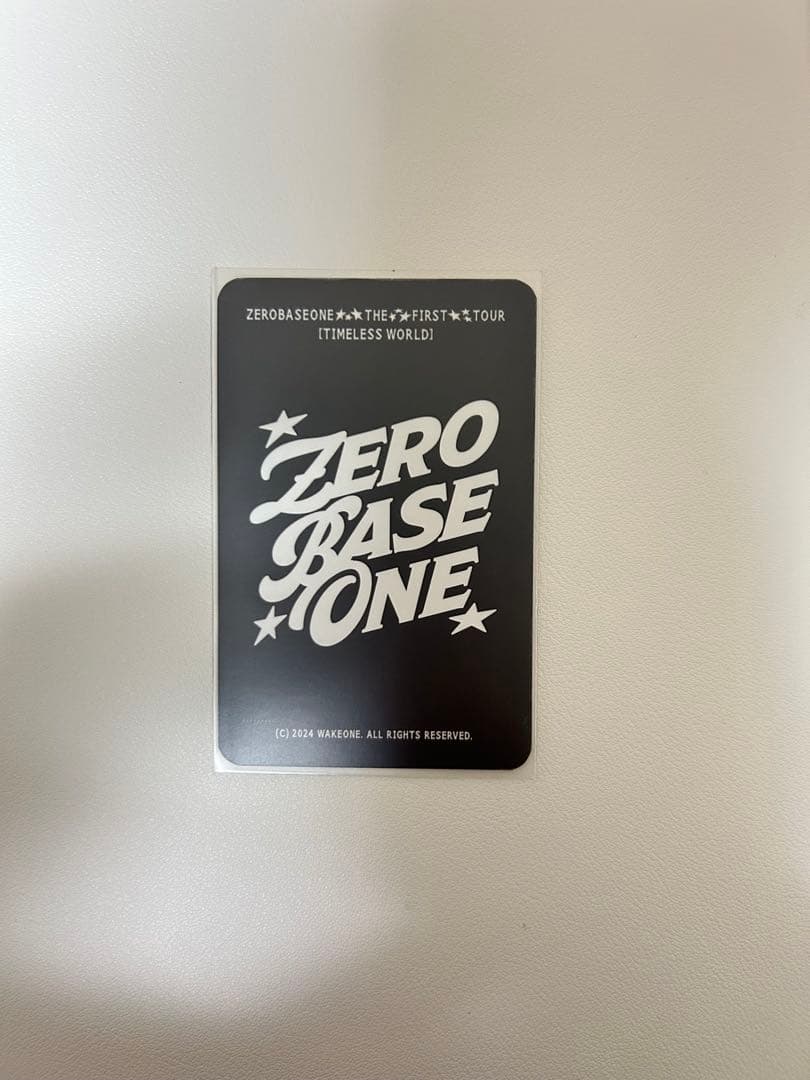 ZEROBASEONE★★★THE★★★FIRST★★★TOUR
[TIMELESS WORLD]
ZERO
BASE
ONE
(C) 2024 WAKEONE. ALL RIGHTS RESERVED.